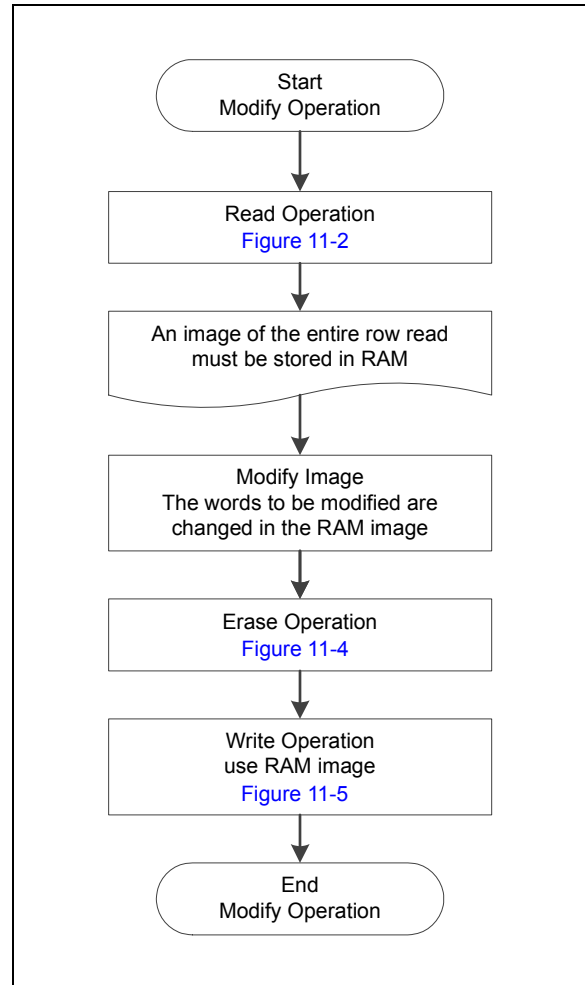 Start
Modify Operation
Read Operation
Figure 11-2
An image of the entire row read
must be stored in RAM
Modify Image
The words to be modified are
changed in the RAM image
Erase Operation
Figure 11-4
Write Operation
use RAM image
Figure 11-5
End
Modify Operation